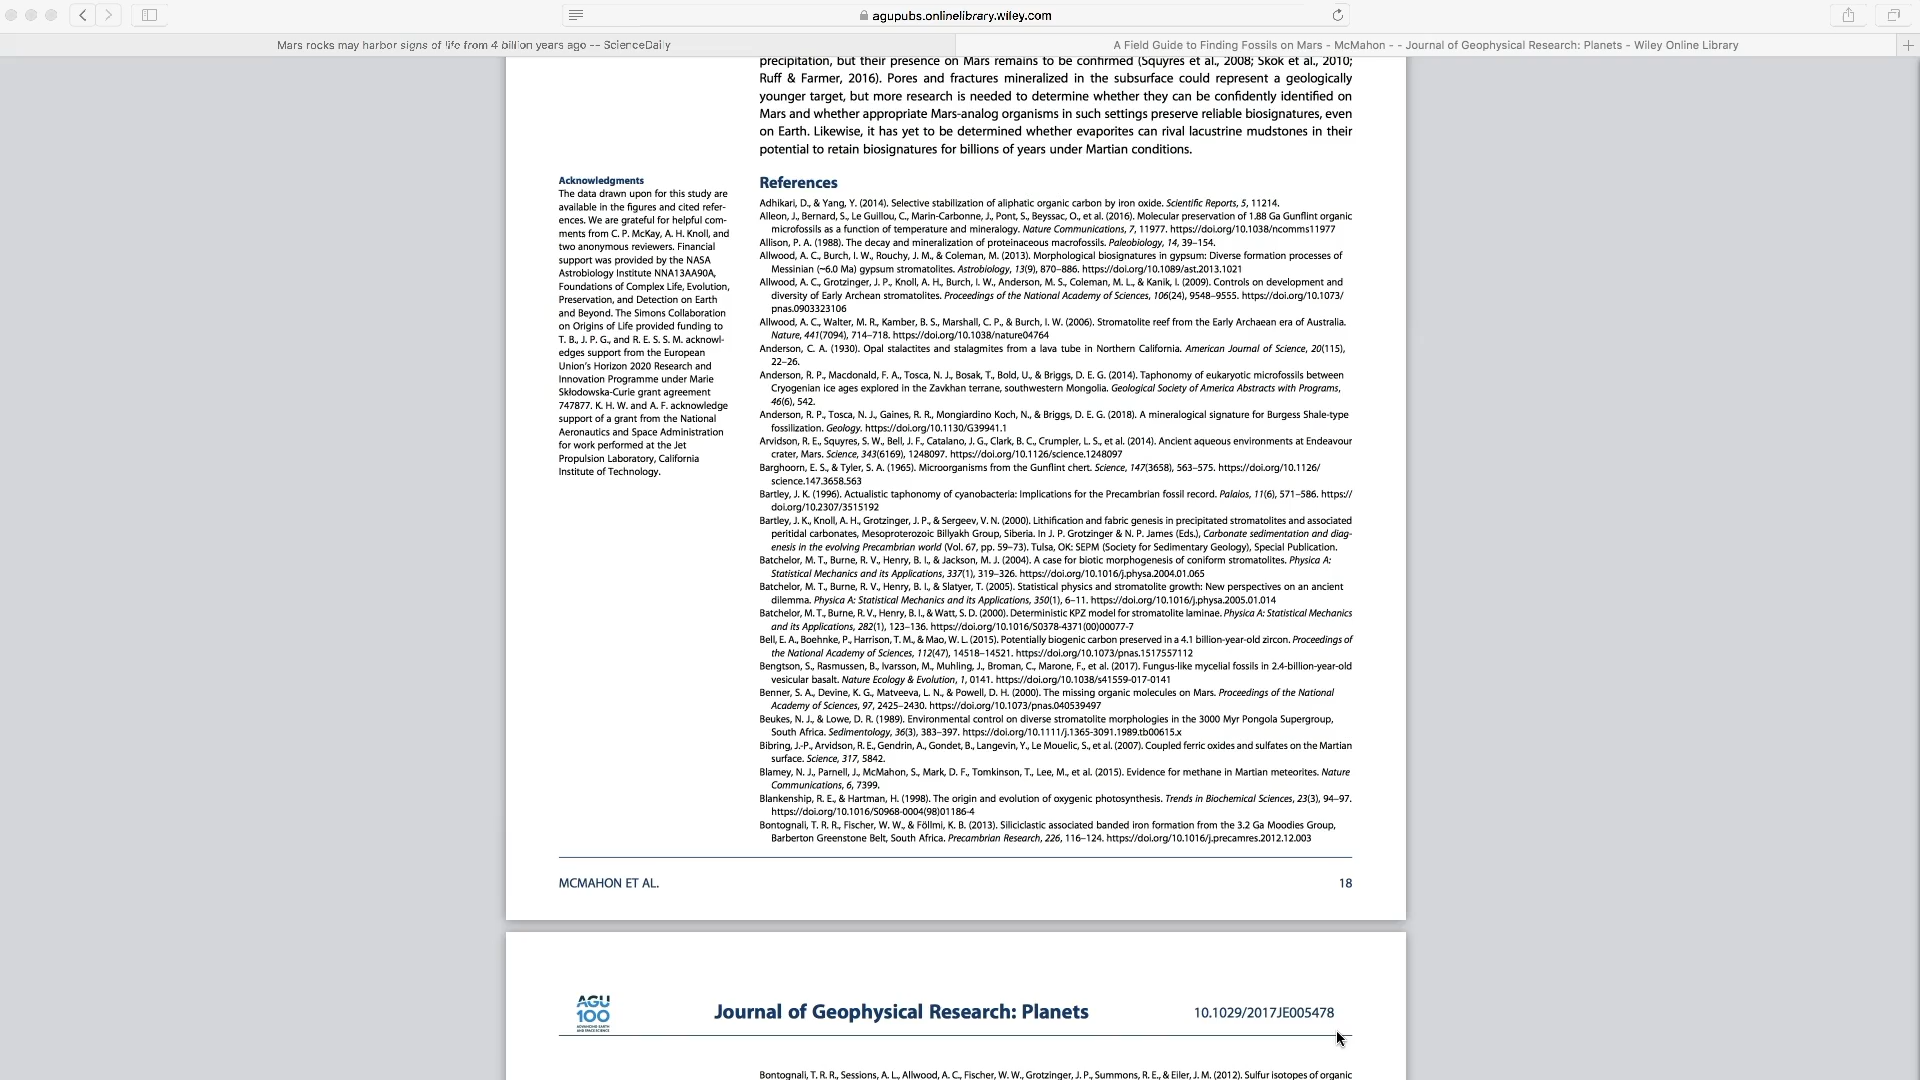 agupubs.onlinelibrary.wiley.com
Mars rocks may harbor signs of life from 4 billion years ago -- ScienceDaily
A Field Guide to Finding Fossils on Mars - McMahon - - Journal of Geophysical Research: Planets - Wiley Online Library
precipitation, but their presence on Mars remains to be confirmed (Squyres et al., 2008; Skok et al., 2010;
Ruff & Farmer, 2016). Pores and fractures mineralized in the subsurface could represent a geologically
younger target, but more research is needed to determine whether they can be confidently identified on
Mars and whether appropriate Mars-analog organisms in such settings preserve reliable biosignatures, even
on Earth. Likewise, it has yet to be determined whether evaporites can rival lacustrine mudstones in their
potential to retain biosignatures for billions of years under Martian conditions.
Acknowledgments
The data drawn upon for this study are
available in the figures and cited refer-
ences. We are grateful for helpful com-
ments from C. P. McKay, A. H. Knoll, and
two anonymous reviewers. Financial
support was provided by the NASA
Astrobiology Institute NNA13AA90A,
Foundations of Complex Life, Evolution,
Preservation, and Detection on Earth
and Beyond. The Simons Collaboration
on Origins of Life provided funding to
T. B., J. P. G., and R. E. S. S. M. acknowl-
edges support from the European
Union's Horizon 2020 Research and
Innovation Programme under Marie
Skłodowska-Curie grant agreement
747877. K. H. W. and A. F. acknowledge
support of a grant from the National
Aeronautics and Space Administration
for work performed at the Jet
Propulsion Laboratory, California
Institute of Technology.
References
Adhikari, D., & Yang, Y. (2014). Selective stabilization of aliphatic organic carbon by iron oxide. Scientific Reports, 5, 11214.
Alleon, J., Bernard, S., Le Guillou, C., Marin-Carbonne, J., Pont, S., Beyssac, O., et al. (2016). Molecular preservation of 1.88 Ga Gunflint organic
microfossils as a function of temperature and mineralogy. Nature Communications, 7, 11977. https://doi.org/10.1038/ncomms11977
Allison, P. A. (1988). The decay and mineralization of proteinaceous macrofossils. Paleobiology, 14, 39–154.
Allwood, A. C., Burch, I. W., Rouchy, J. M., & Coleman, M. (2013). Morphological biosignatures in gypsum: Diverse formation processes of
Messinian (~6.0 Ma) gypsum stromatolites. Astrobiology, 13(9), 870–886. https://doi.org/10.1089/ast.2013.1021
Allwood, A. C., Grotzinger, J. P., Knoll, A. H., Burch, I. W., Anderson, M. S., Coleman, M. L., & Kanik, I. (2009). Controls on development and
diversity of Early Archean stromatolites. Proceedings of the National Academy of Sciences, 106(24), 9548–9555. https://doi.org/10.1073/
pnas.0903323106
Allwood, A. C., Walter, M. R., Kamber, B. S., Marshall, C. P., & Burch, I. W. (2006). Stromatolite reef from the Early Archaean era of Australia.
Nature, 441(7094), 714–718. https://doi.org/10.1038/nature04764
Anderson, C. A. (1930). Opal stalactites and stalagmites from a lava tube in Northern California. American Journal of Science, 20(115),
22–26.
Anderson, R. P., Macdonald, F. A., Tosca, N. J., Bosak, T., Bold, U., & Briggs, D. E. G. (2014). Taphonomy of eukaryotic microfossils between
Cryogenian ice ages explored in the Zavkhan terrane, southwestern Mongolia. Geological Society of America Abstracts with Programs,
46(6), 542.
Anderson, R. P., Tosca, N. J., Gaines, R. R., Mongiardino Koch, N., & Briggs, D. E. G. (2018). A mineralogical signature for Burgess Shale-type
fossilization. Geology. https://doi.org/10.1130/G39941.1
Arvidson, R. E., Squyres, S. W., Bell, J. F., Catalano, J. G., Clark, B. C., Crumpler, L. S., et al. (2014). Ancient aqueous environments at Endeavour
crater, Mars. Science, 343(6169), 1248097. https://doi.org/10.1126/science.1248097
Barghoorn, E. S., & Tyler, S. A. (1965). Microorganisms from the Gunflint chert. Science, 147(3658), 563–575. https://doi.org/10.1126/
science.147.3658.563
Bartley, J. K. (1996). Actualistic taphonomy of cyanobacteria: Implications for the Precambrian fossil record. Palaios, 11(6), 571–586. https://
doi.org/10.2307/3515192
Bartley, J. K., Knoll, A. H., Grotzinger, J. P., & Sergeev, V. N. (2000). Lithification and fabric genesis in precipitated stromatolites and associated
peritidal carbonates, Mesoproterozoic Billyakh Group, Siberia. In J. P. Grotzinger & N. P. James (Eds.), Carbonate sedimentation and diag-
enesis in the evolving Precambrian world (Vol. 67, pp. 59–73). Tulsa, OK: SEPM (Society for Sedimentary Geology), Special Publication.
Batchelor, M. T., Burne, R. V., Henry, B. I., & Jackson, M. J. (2004). A case for biotic morphogenesis of coniform stromatolites. Physica A:
Statistical Mechanics and its Applications, 337(1), 319–326. https://doi.org/10.1016/j.physa.2004.01.065
Batchelor, M. T., Burne, R. V., Henry, B. I., & Slatyer, T. (2005). Statistical physics and stromatolite growth: New perspectives on an ancient
dilemma. Physica A: Statistical Mechanics and its Applications, 350(1), 6–11. https://doi.org/10.1016/j.physa.2005.01.014
Batchelor, M. T., Burne, R. V., Henry, B. I., & Watt, S. D. (2000). Deterministic KPZ model for stromatolite laminae. Physica A: Statistical Mechanics
and its Applications, 282(1), 123–136. https://doi.org/10.1016/S0378-4371(00)00077-7
Bell, E. A., Boehnke, P., Harrison, T. M., & Mao, W. L. (2015). Potentially biogenic carbon preserved in a 4.1 billion-year-old zircon. Proceedings of
the National Academy of Sciences, 112(47), 14518–14521. https://doi.org/10.1073/pnas.1517557112
Bengtson, S., Rasmussen, B., Ivarsson, M., Muhling, J., Broman, C., Marone, F., et al. (2017). Fungus-like mycelial fossils in 2.4-billion-year-old
vesicular basalt. Nature Ecology & Evolution, 1, 0141. https://doi.org/10.1038/s41559-017-0141
Benner, S. A., Devine, K. G., Matveeva, L. N., & Powell, D. H. (2000). The missing organic molecules on Mars. Proceedings of the National
Academy of Sciences, 97, 2425–2430. https://doi.org/10.1073/pnas.040539497
Beukes, N. J., & Lowe, D. R. (1989). Environmental control on diverse stromatolite morphologies in the 3000 Myr Pongola Supergroup,
South Africa. Sedimentology, 36(3), 383–397. https://doi.org/10.1111/j.1365-3091.1989.tb00615.x
Bibring, J.-P., Arvidson, R. E., Gendrin, A., Gondet, B., Langevin, Y., Le Mouelic, S., et al. (2007). Coupled ferric oxides and sulfates on the Martian
surface. Science, 317, 5842.
Blamey, N. J., Parnell, J., McMahon, S., Mark, D. F., Tomkinson, T., Lee, M., et al. (2015). Evidence for methane in Martian meteorites. Nature
Communications, 6, 7399.
Blankenship, R. E., & Hartman, H. (1998). The origin and evolution of oxygenic photosynthesis. Trends in Biochemical Sciences, 23(3), 94–97.
https://doi.org/10.1016/S0968-0004(98)01186-4
Bontognali, T. R. R., Fischer, W. W., & Föllmi, K. B. (2013). Siliciclastic associated banded iron formation from the 3.2 Ga Moodies Group,
Barberton Greenstone Belt, South Africa. Precambrian Research, 226, 116–124. https://doi.org/10.1016/j.precamres.2012.12.003
MCMAHON ET AL.
18
AGU
100
ADVANCING EARTH
AND SPACE SCIENCE
Journal of Geophysical Research: Planets
10.1029/2017JE005478
Bontognali, T. R. R., Sessions, A. L., Allwood, A. C., Fischer, W. W., Grotzinger, J. P., Summons, R. E., & Eiler, J. M. (2012). Sulfur isotopes of organic